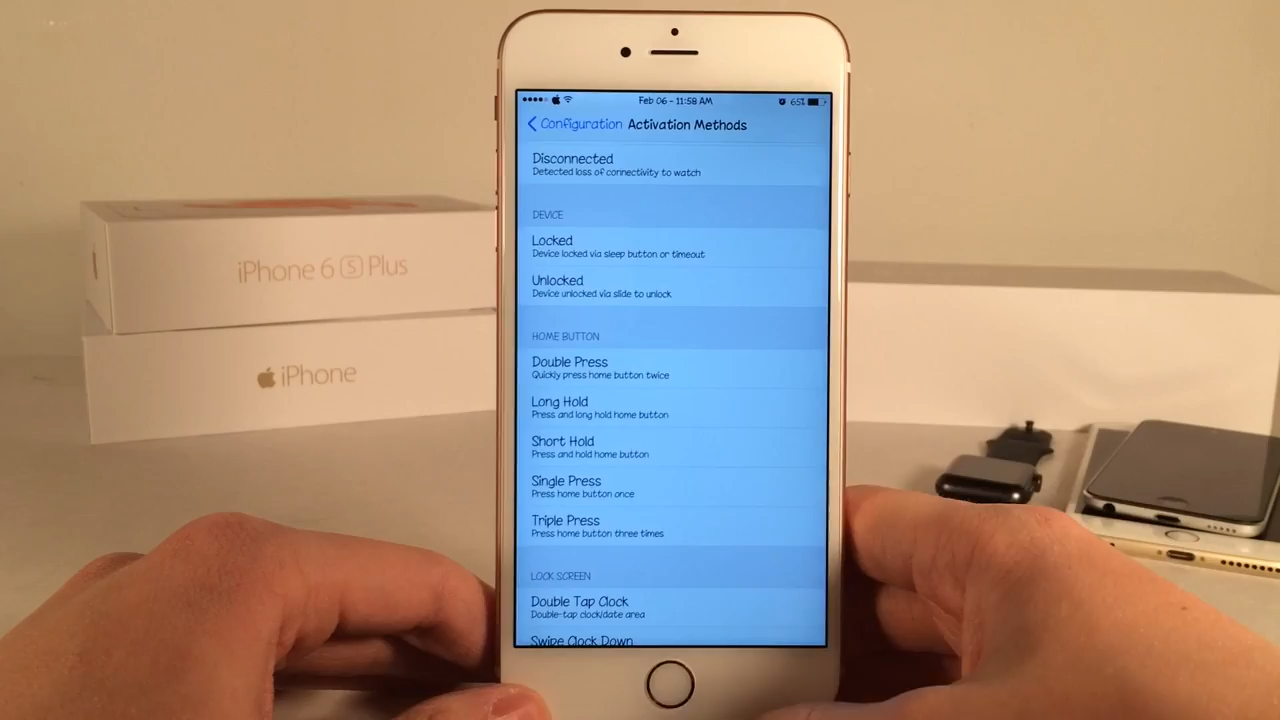 Feb 06 - 11:58 AM
65%
Configuration Activation Methods
Disconnected
Detected loss of connectivity to watch
DEVICE
Locked
Device locked via sleep button or timeout
Unlocked
Device unlocked via slide to unlock
HOME BUTTON
Double Press
Quickly press home button twice
Long Hold
Press and long hold home button
Short Hold
Press and hold home button
Single Press
Press home button once
Triple Press
Press home button three times
LOCK SCREEN
Double Tap Clock
Double-tap clock/date area
Swipe Clock Down
iPhone 6 S Plus
iPhone